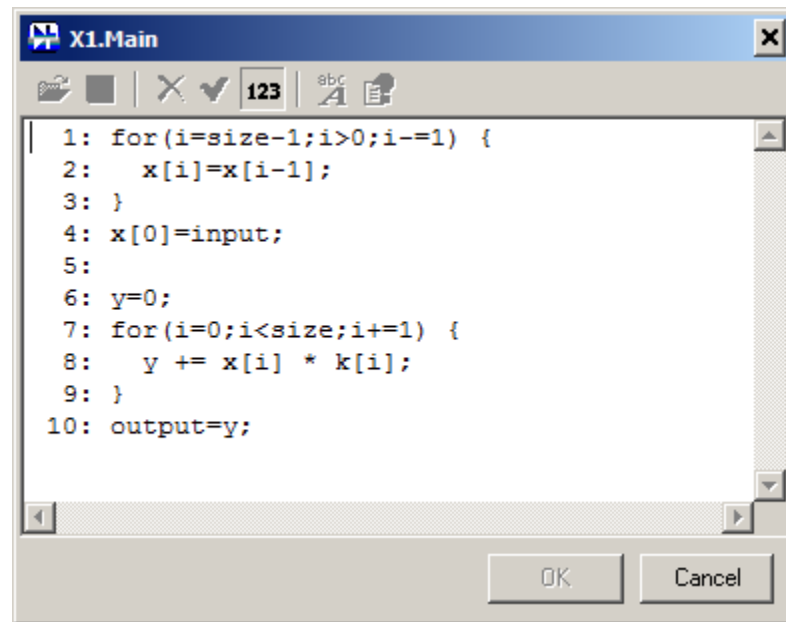 X1.Main
123 abc A
1: for(i=size-1;i>0;i-=1) {
2:   x[i]=x[i-1];
3: }
4: x[0]=input;
5:
6: y=0;
7: for(i=0;i<size;i+=1) {
8:   y += x[i] * k[i];
9: }
10: output=y;
OK Cancel